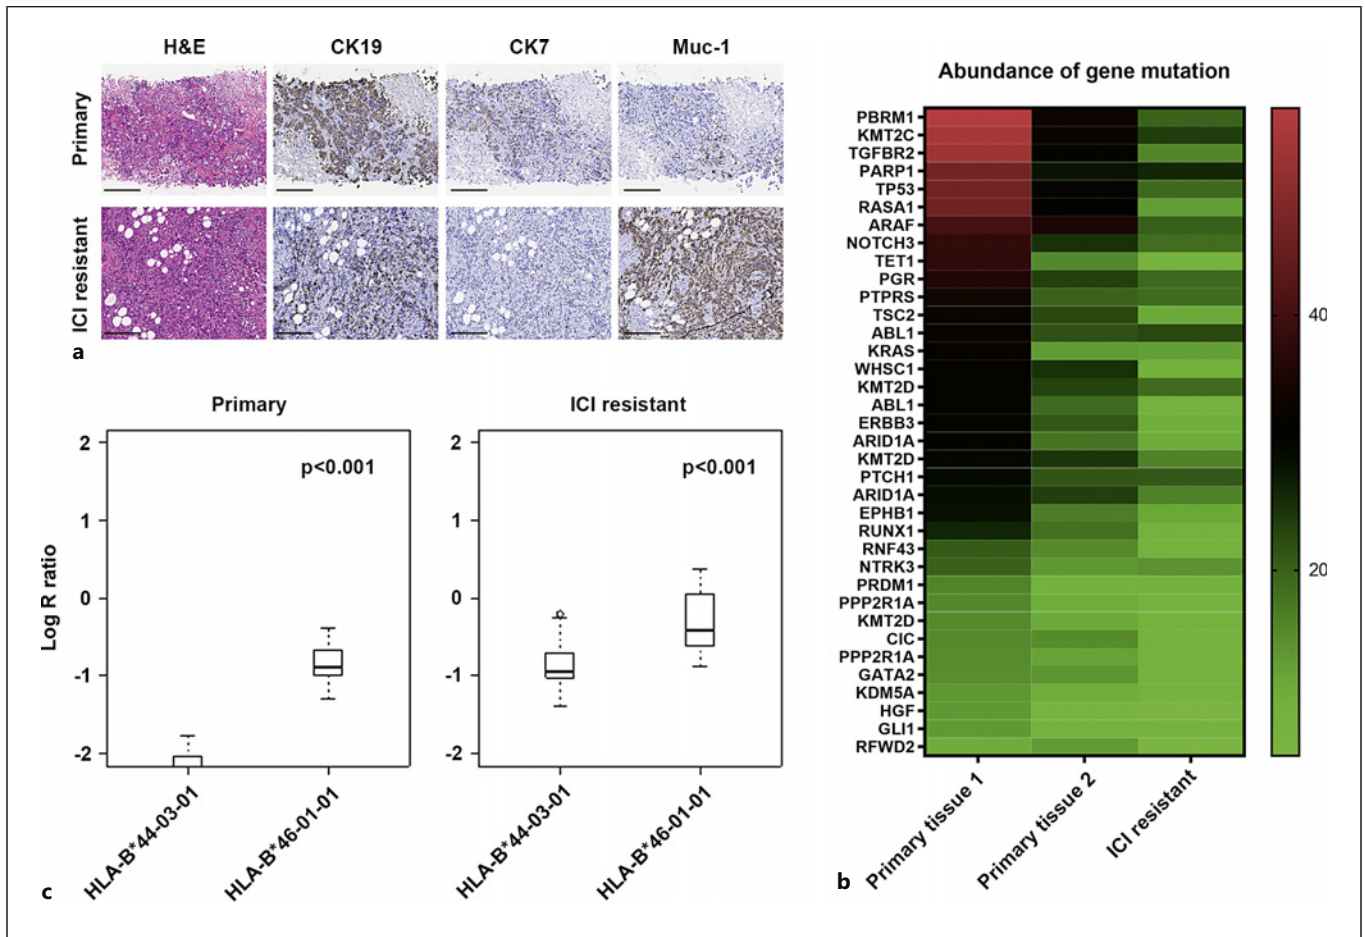 H&E CK19 CK7 Muc-1
Primary
ICI resistant
a
Abundance of gene mutation
PBRM1
KMT2C
TGFBR2
PARP1
TP53
RASA1
ARAF
NOTCH3
TET1
PGR
PTPRS
TSC2
ABL1
KRAS
WHSC1
KMT2D
ABL1
ERBB3
ARID1A
KMT2D
PTCH1
ARID1A
EPHB1
RUNX1
RNF43
NTRK3
PRDM1
PPP2R1A
KMT2D
CIC
PPP2R1A
GATA2
KDM5A
HGF
GLI1
RFWD2
40
20
Primary tissue 1
Primary tissue 2
ICI resistant
b
Primary
Log R ratio
2
1
0
-1
-2
p<0.001
HLA-B*44-03-01
HLA-B*46-01-01
ICI resistant
2
1
0
-1
-2
p<0.001
HLA-B*44-03-01
HLA-B*46-01-01
c